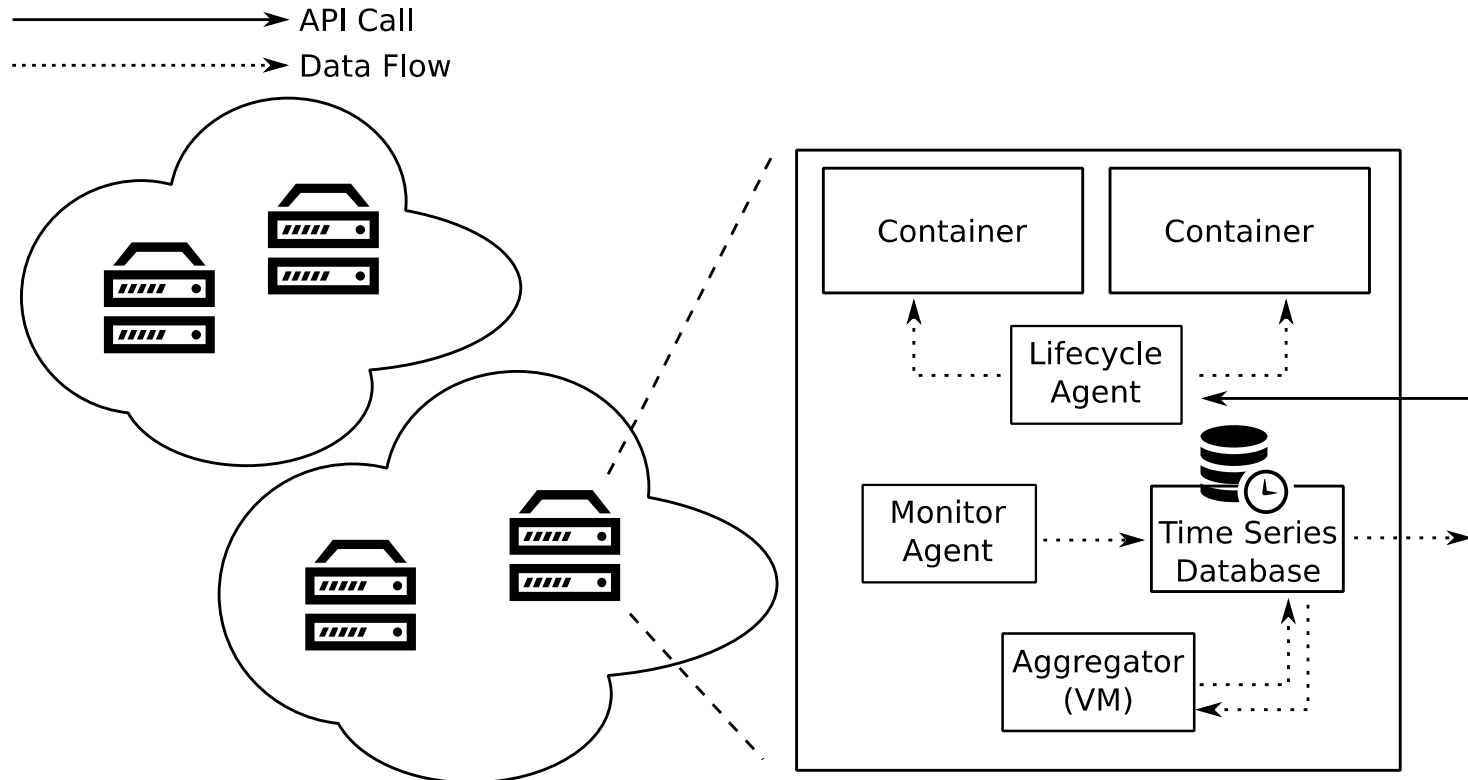 API Call
Data Flow
Container
Container
Lifecycle
Agent
Monitor
Agent
Time Series
Database
Aggregator
(VM)